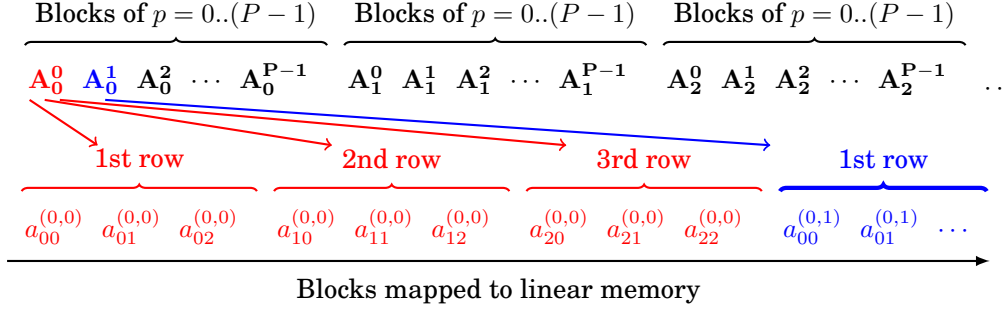 Blocks of p = 0..(P − 1) Blocks of p = 0..(P − 1) Blocks of p = 0..(P − 1)
A_0^0 A_0^1 A_0^2 ⋯ A_0^{P−1} A_1^0 A_1^1 A_1^2 ⋯ A_1^{P−1} A_2^0 A_2^1 A_2^2 ⋯ A_2^{P−1} ..
1st row 2nd row 3rd row 1st row
a_{00}^{(0,0)} a_{01}^{(0,0)} a_{02}^{(0,0)} a_{10}^{(0,0)} a_{11}^{(0,0)} a_{12}^{(0,0)} a_{20}^{(0,0)} a_{21}^{(0,0)} a_{22}^{(0,0)} a_{00}^{(0,1)} a_{01}^{(0,1)} ⋯
Blocks mapped to linear memory